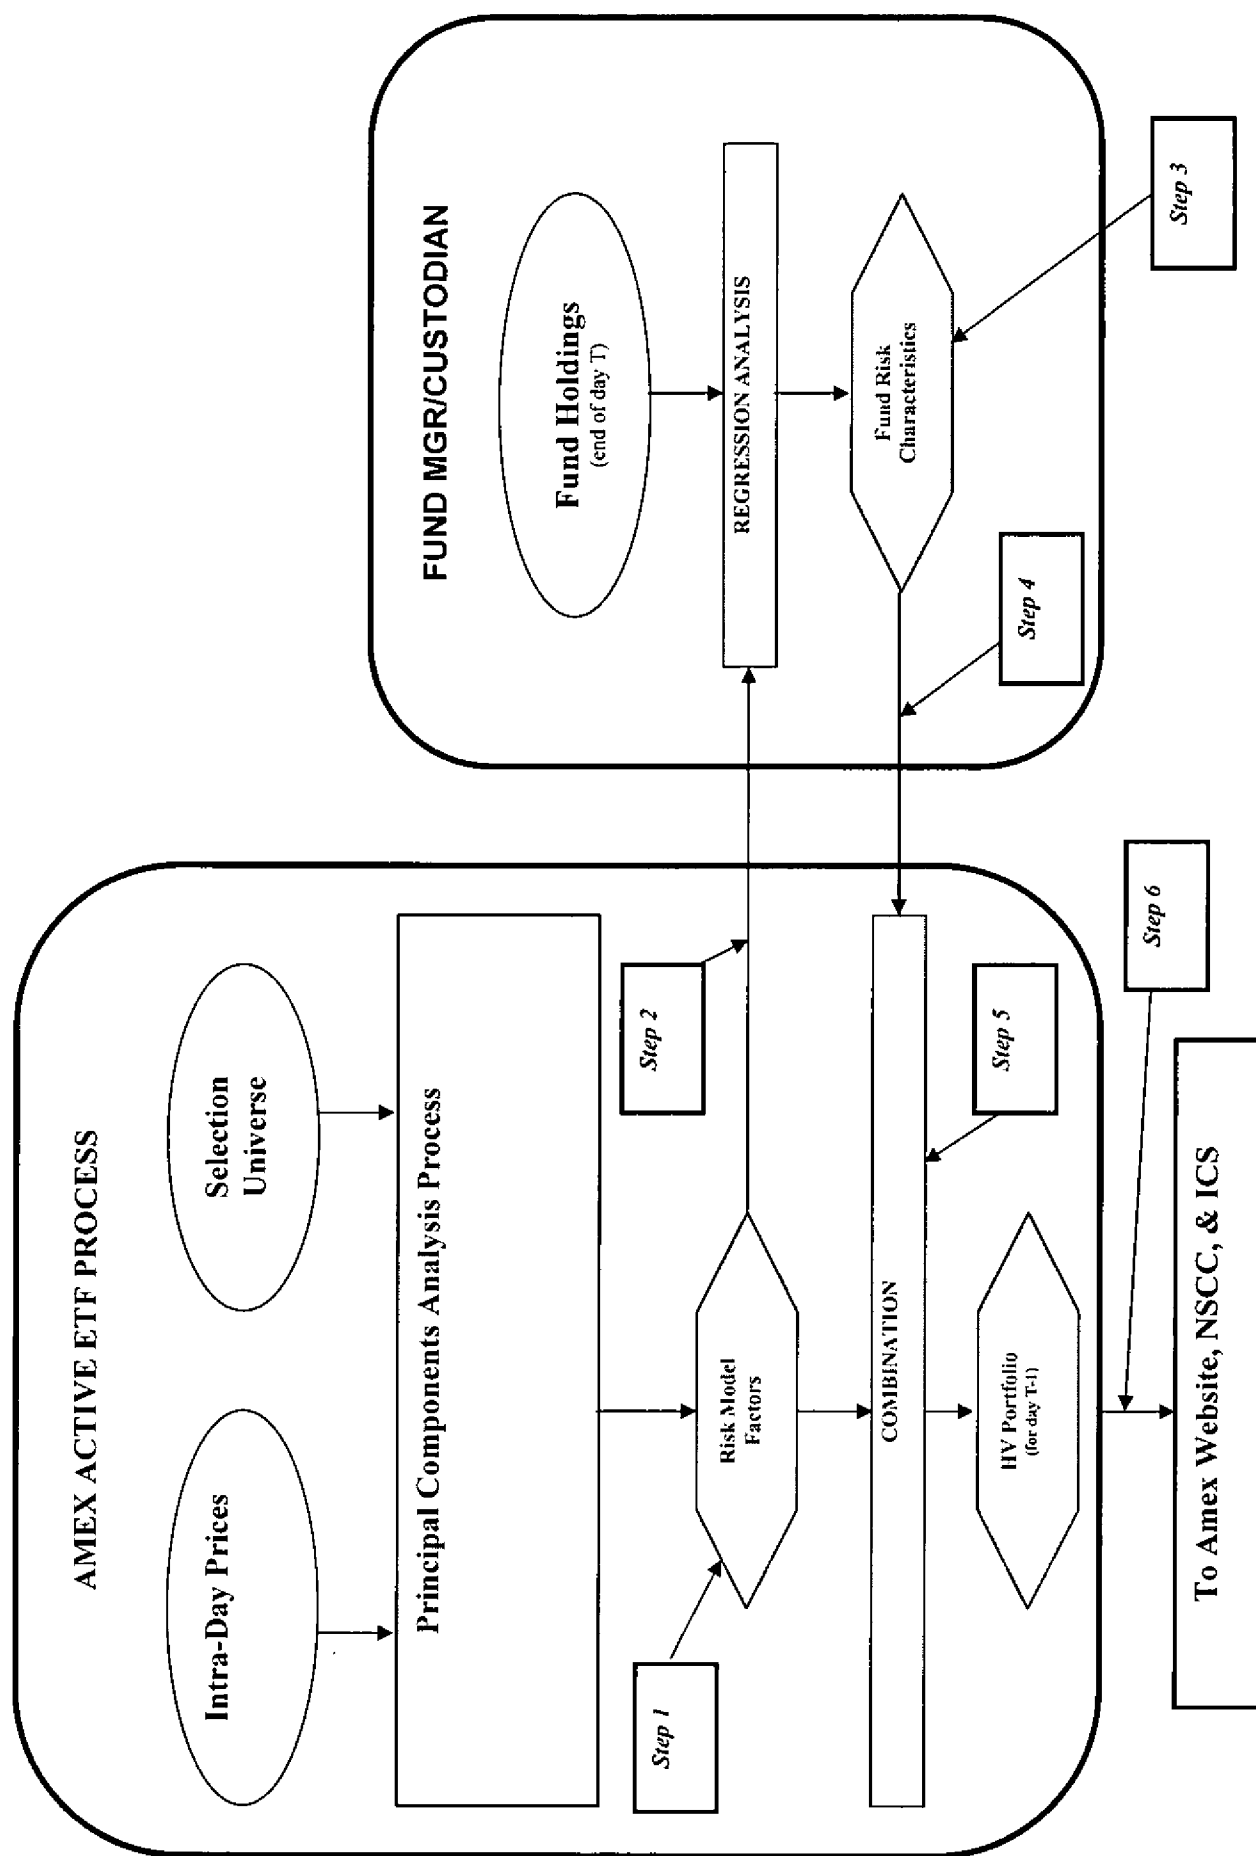 AMEX ACTIVE ETF PROCESS
Intra-Day Prices
Selection
Universe
Principal Components Analysis Process
Step 1
Risk Model
Factors
Step 2
COMBINATION
HV Portfolio
(for day T-1)
Step 5
To Amex Website, NSCC, & ICS
Step 6
FUND MGR/CUSTODIAN
Fund Holdings
(end of day T)
REGRESSION ANALYSIS
Fund Risk
Characteristics
Step 4
Step 3